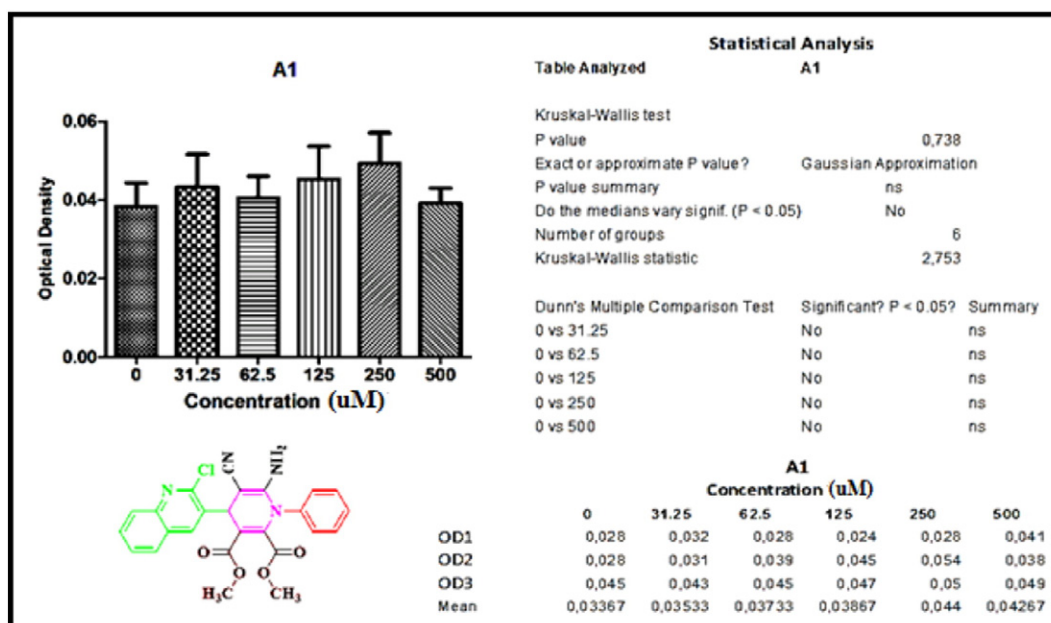 A1
0.06
0.04
0.02
0.00
Optical Density
0 31.25 62.5 125 250 500
Concentration (uM)
Cl
N
CN
NH2
N
O
O
O
O
H3C
CH3
Statistical Analysis
Table Analyzed A1
Kruskal-Wallis test
P value 0,738
Exact or approximate P value? Gaussian Approximation
P value summary ns
Do the medians vary signif. (P < 0.05) No
Number of groups 6
Kruskal-Wallis statistic 2,753
Dunn's Multiple Comparison Test Significant? P < 0.05? Summary
0 vs 31.25 No ns
0 vs 62.5 No ns
0 vs 125 No ns
0 vs 250 No ns
0 vs 500 No ns
A1
Concentration (uM)
0 31.25 62.5 125 250 500
OD1 0,028 0,032 0,028 0,024 0,028 0,041
OD2 0,028 0,031 0,039 0,045 0,054 0,038
OD3 0,045 0,043 0,045 0,047 0,05 0,049
Mean 0,03367 0,03533 0,03733 0,03867 0,044 0,04267